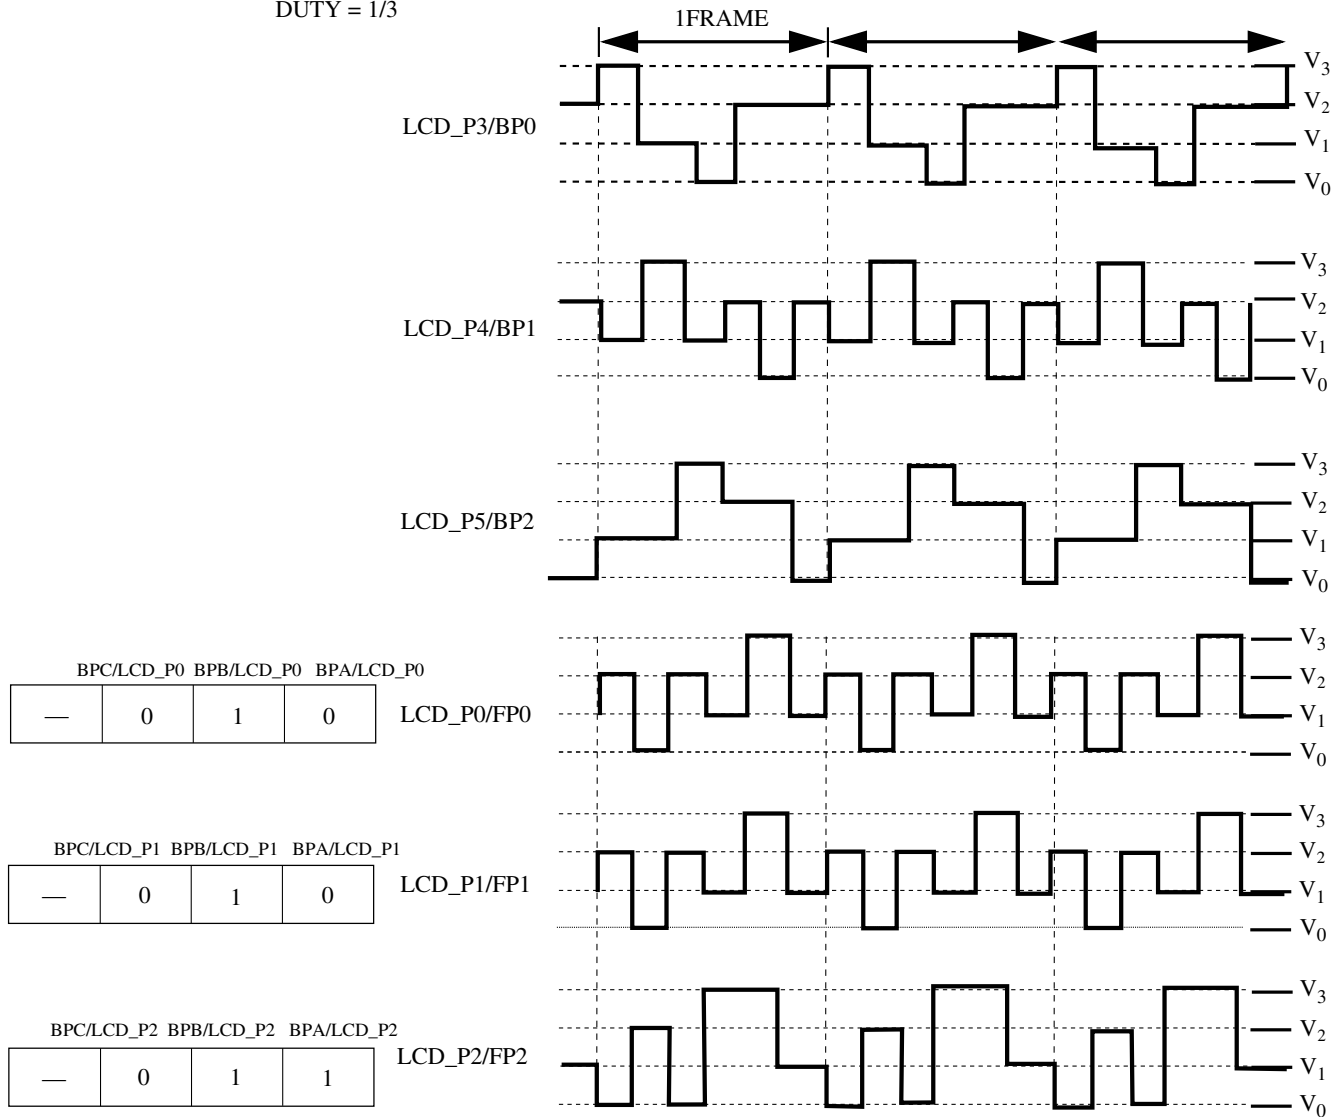 DUTY = 1/3
1FRAME
LCD_P3/BP0
V3
V2
V1
V0
LCD_P4/BP1
V3
V2
V1
V0
LCD_P5/BP2
V3
V2
V1
V0
BPC/LCD_P0 BPB/LCD_P0 BPA/LCD_P0
— 0 1 0
LCD_P0/FP0
V3
V2
V1
V0
BPC/LCD_P1 BPB/LCD_P1 BPA/LCD_P1
— 0 1 0
LCD_P1/FP1
V3
V2
V1
V0
BPC/LCD_P2 BPB/LCD_P2 BPA/LCD_P2
— 0 1 1
LCD_P2/FP2
V3
V2
V1
V0